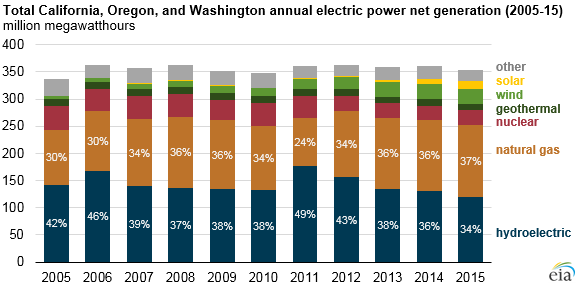 Total California, Oregon, and Washington annual electric power net generation (2005-15)
million megawatthours
400
350
300
250
200
150
100
50
0
other
solar
wind
geothermal
nuclear
natural gas
hydroelectric
30% 30% 34% 36% 36% 34% 24% 34% 36% 36% 37%
42% 46% 39% 37% 38% 38% 49% 43% 38% 36% 34%
2005 2006 2007 2008 2009 2010 2011 2012 2013 2014 2015
eia